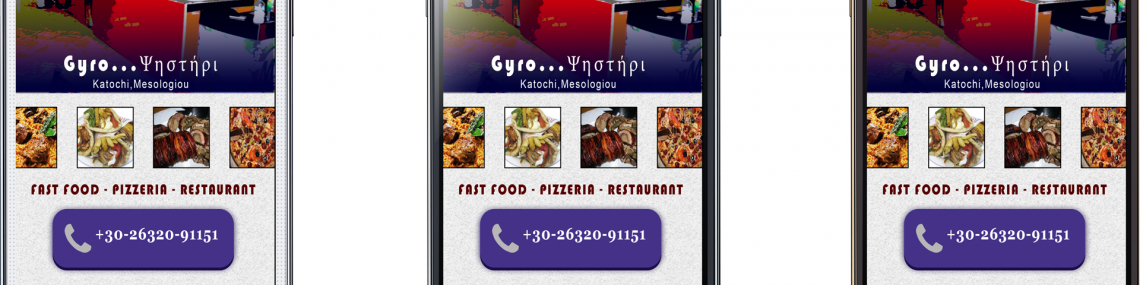 Gyro...Ψηστήρι
Katochi,Mesologiou
FAST FOOD - PIZZERIA - RESTAURANT
+30-26320-91151
Gyro...Ψηστήρι
Katochi,Mesologiou
FAST FOOD - PIZZERIA - RESTAURANT
+30-26320-91151
Gyro...Ψηστήρι
Katochi,Mesologiou
FAST FOOD - PIZZERIA - RESTAURANT
+30-26320-91151